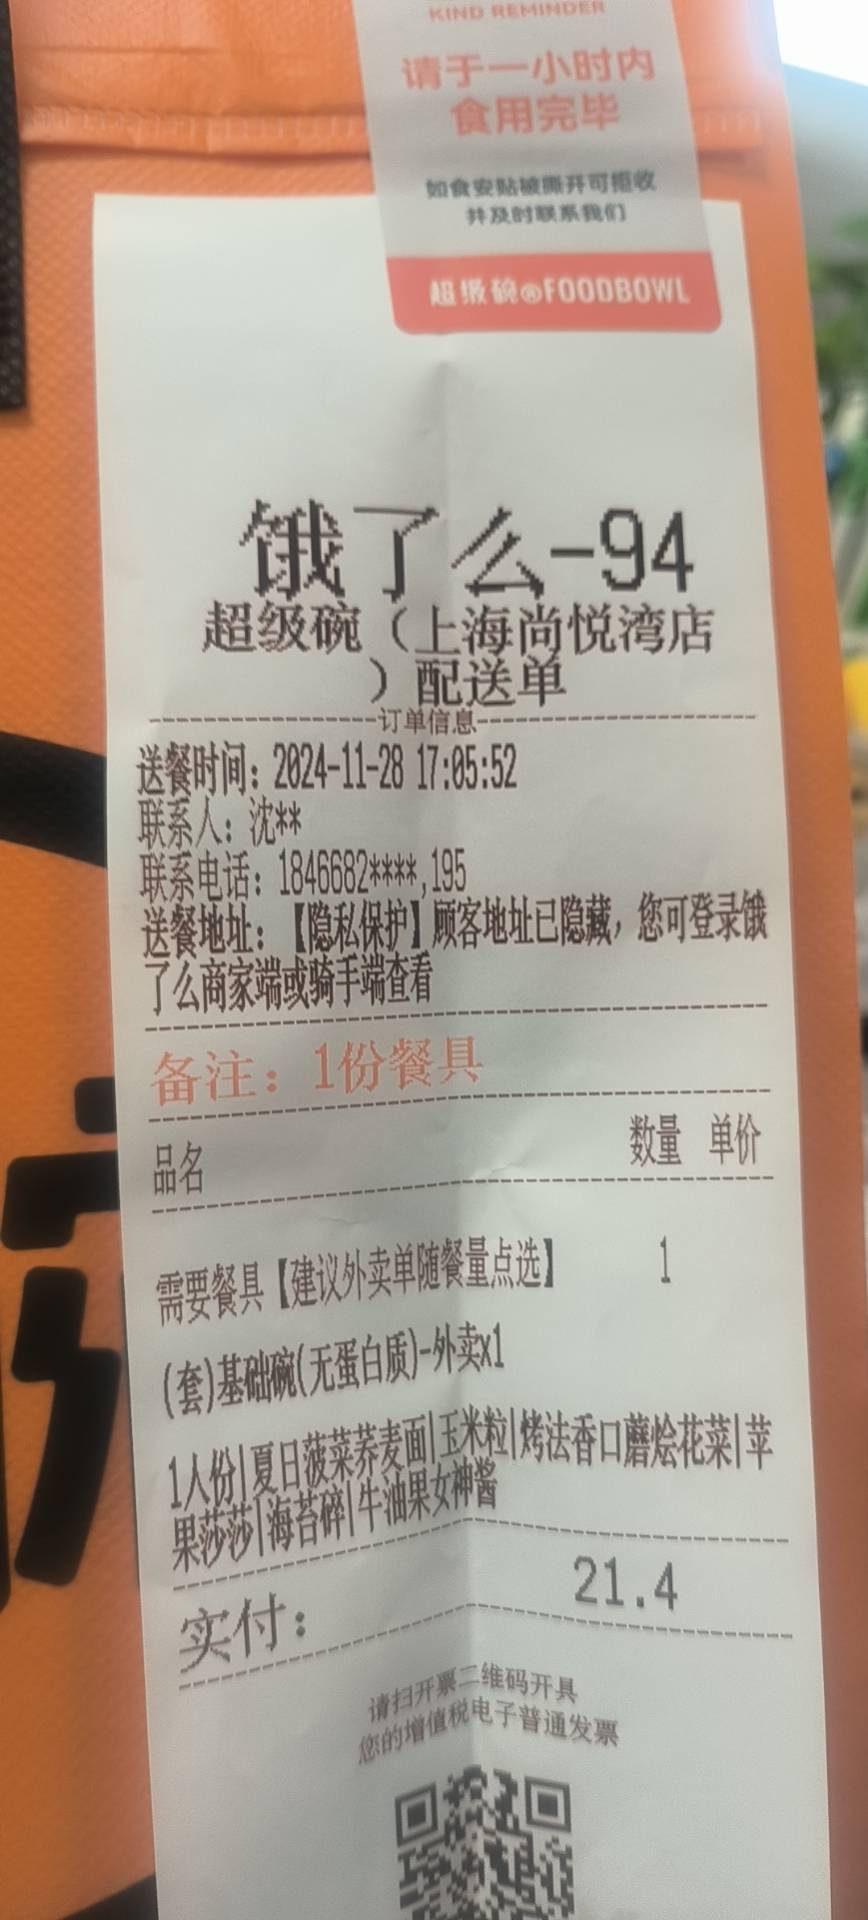 KIND REMINDER
请于一小时内
食用完毕
如食安贴被撕开可拒收
并及时联系我们
超级碗®FOODBOWL
饿了么-94
超级碗（上海尚悦湾店
）配送单
订单信息
送餐时间：2024-11-28 17:05:52
联系人：沈**
联系电话：1846682****,195
送餐地址：【隐私保护】顾客地址已隐藏，您可登录饿
了么商家端或骑手端查看
备注：1份餐具
品名 数量 单价
需要餐具【建议外卖单随餐量点选】 1
(套)基础碗(无蛋白质)-外卖x1
1人份|夏日菠菜荞麦面|玉米粒|烤法香口蘑烩花菜|苹
果莎莎|海苔碎|牛油果女神酱
实付： 21.4
请扫开票二维码开具
您的增值税电子普通发票